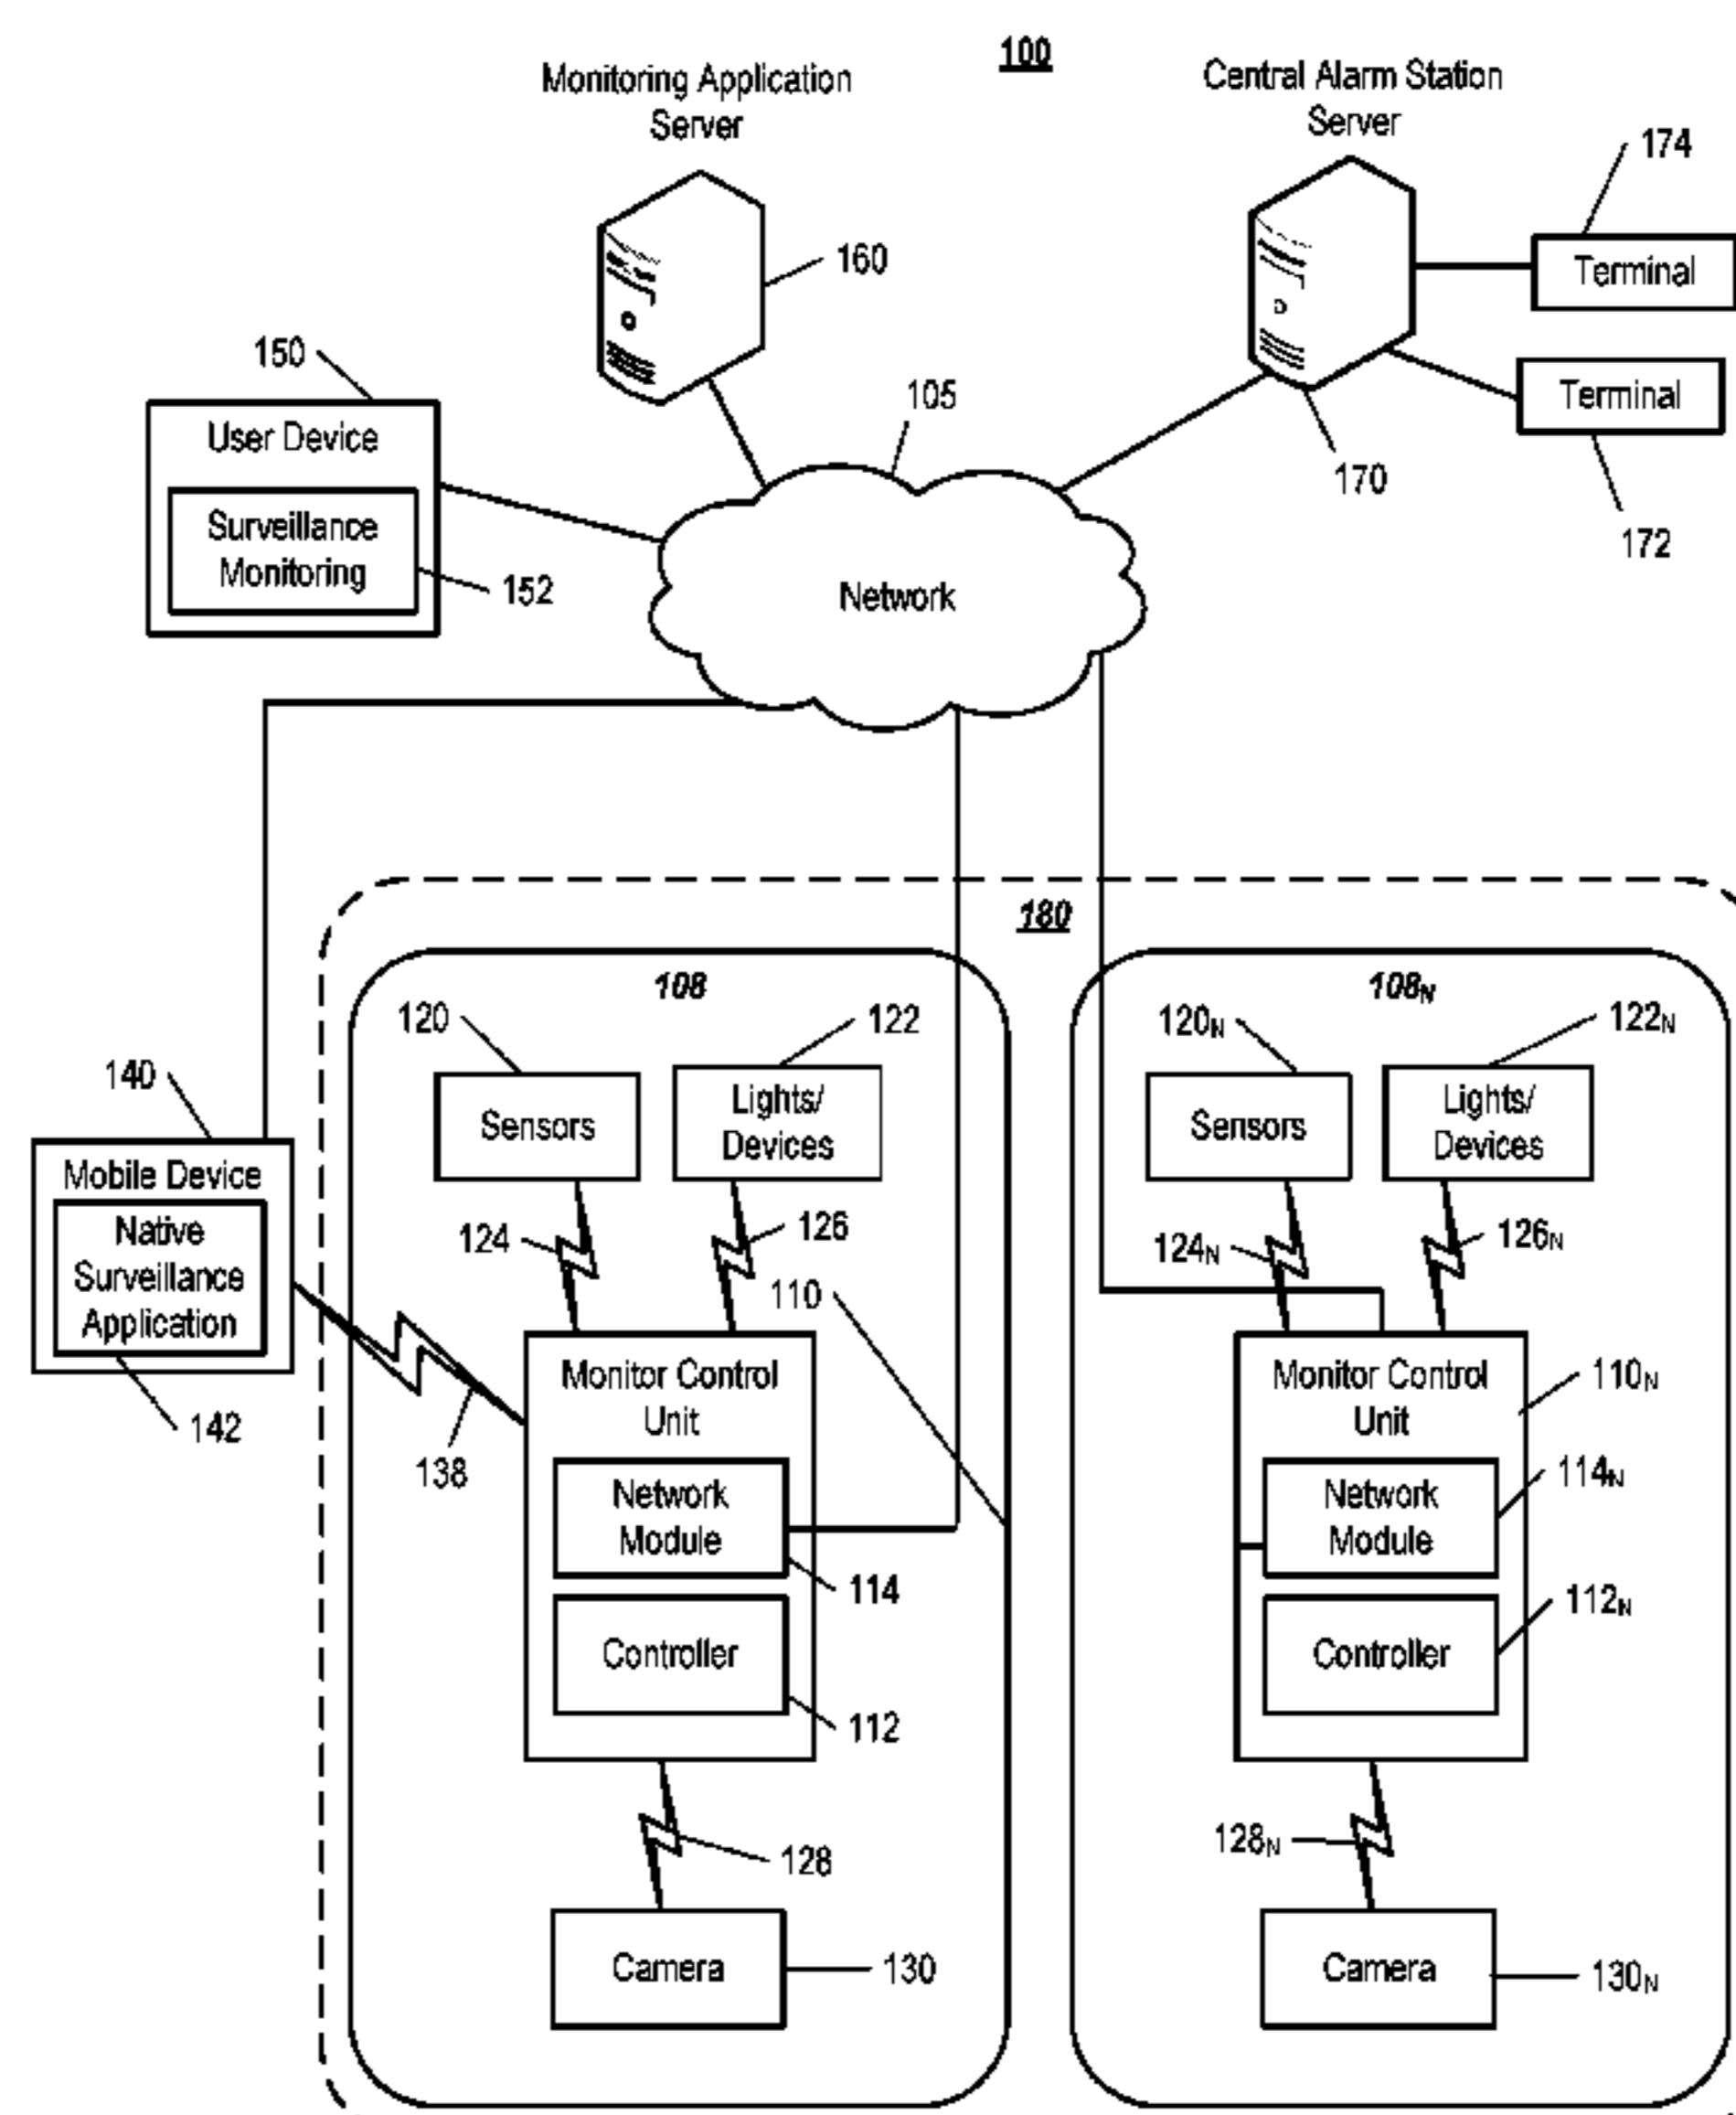 100
Monitoring Application
Server
Central Alarm Station
Server
174
Terminal
160
150
105
Terminal
User Device
170
Surveillance
Monitoring
152
172
Network
180
108
108N
120
122
120N
122N
140
Sensors
Lights/
Devices
Sensors
Lights/
Devices
Mobile Device
Native
Surveillance
Application
124
126
110
124N
126N
142
138
Monitor Control
Unit
Monitor Control
Unit
110N
Network
Module
114
Network
Module
114N
Controller
112
Controller
112N
128
128N
Camera
130
Camera
130N